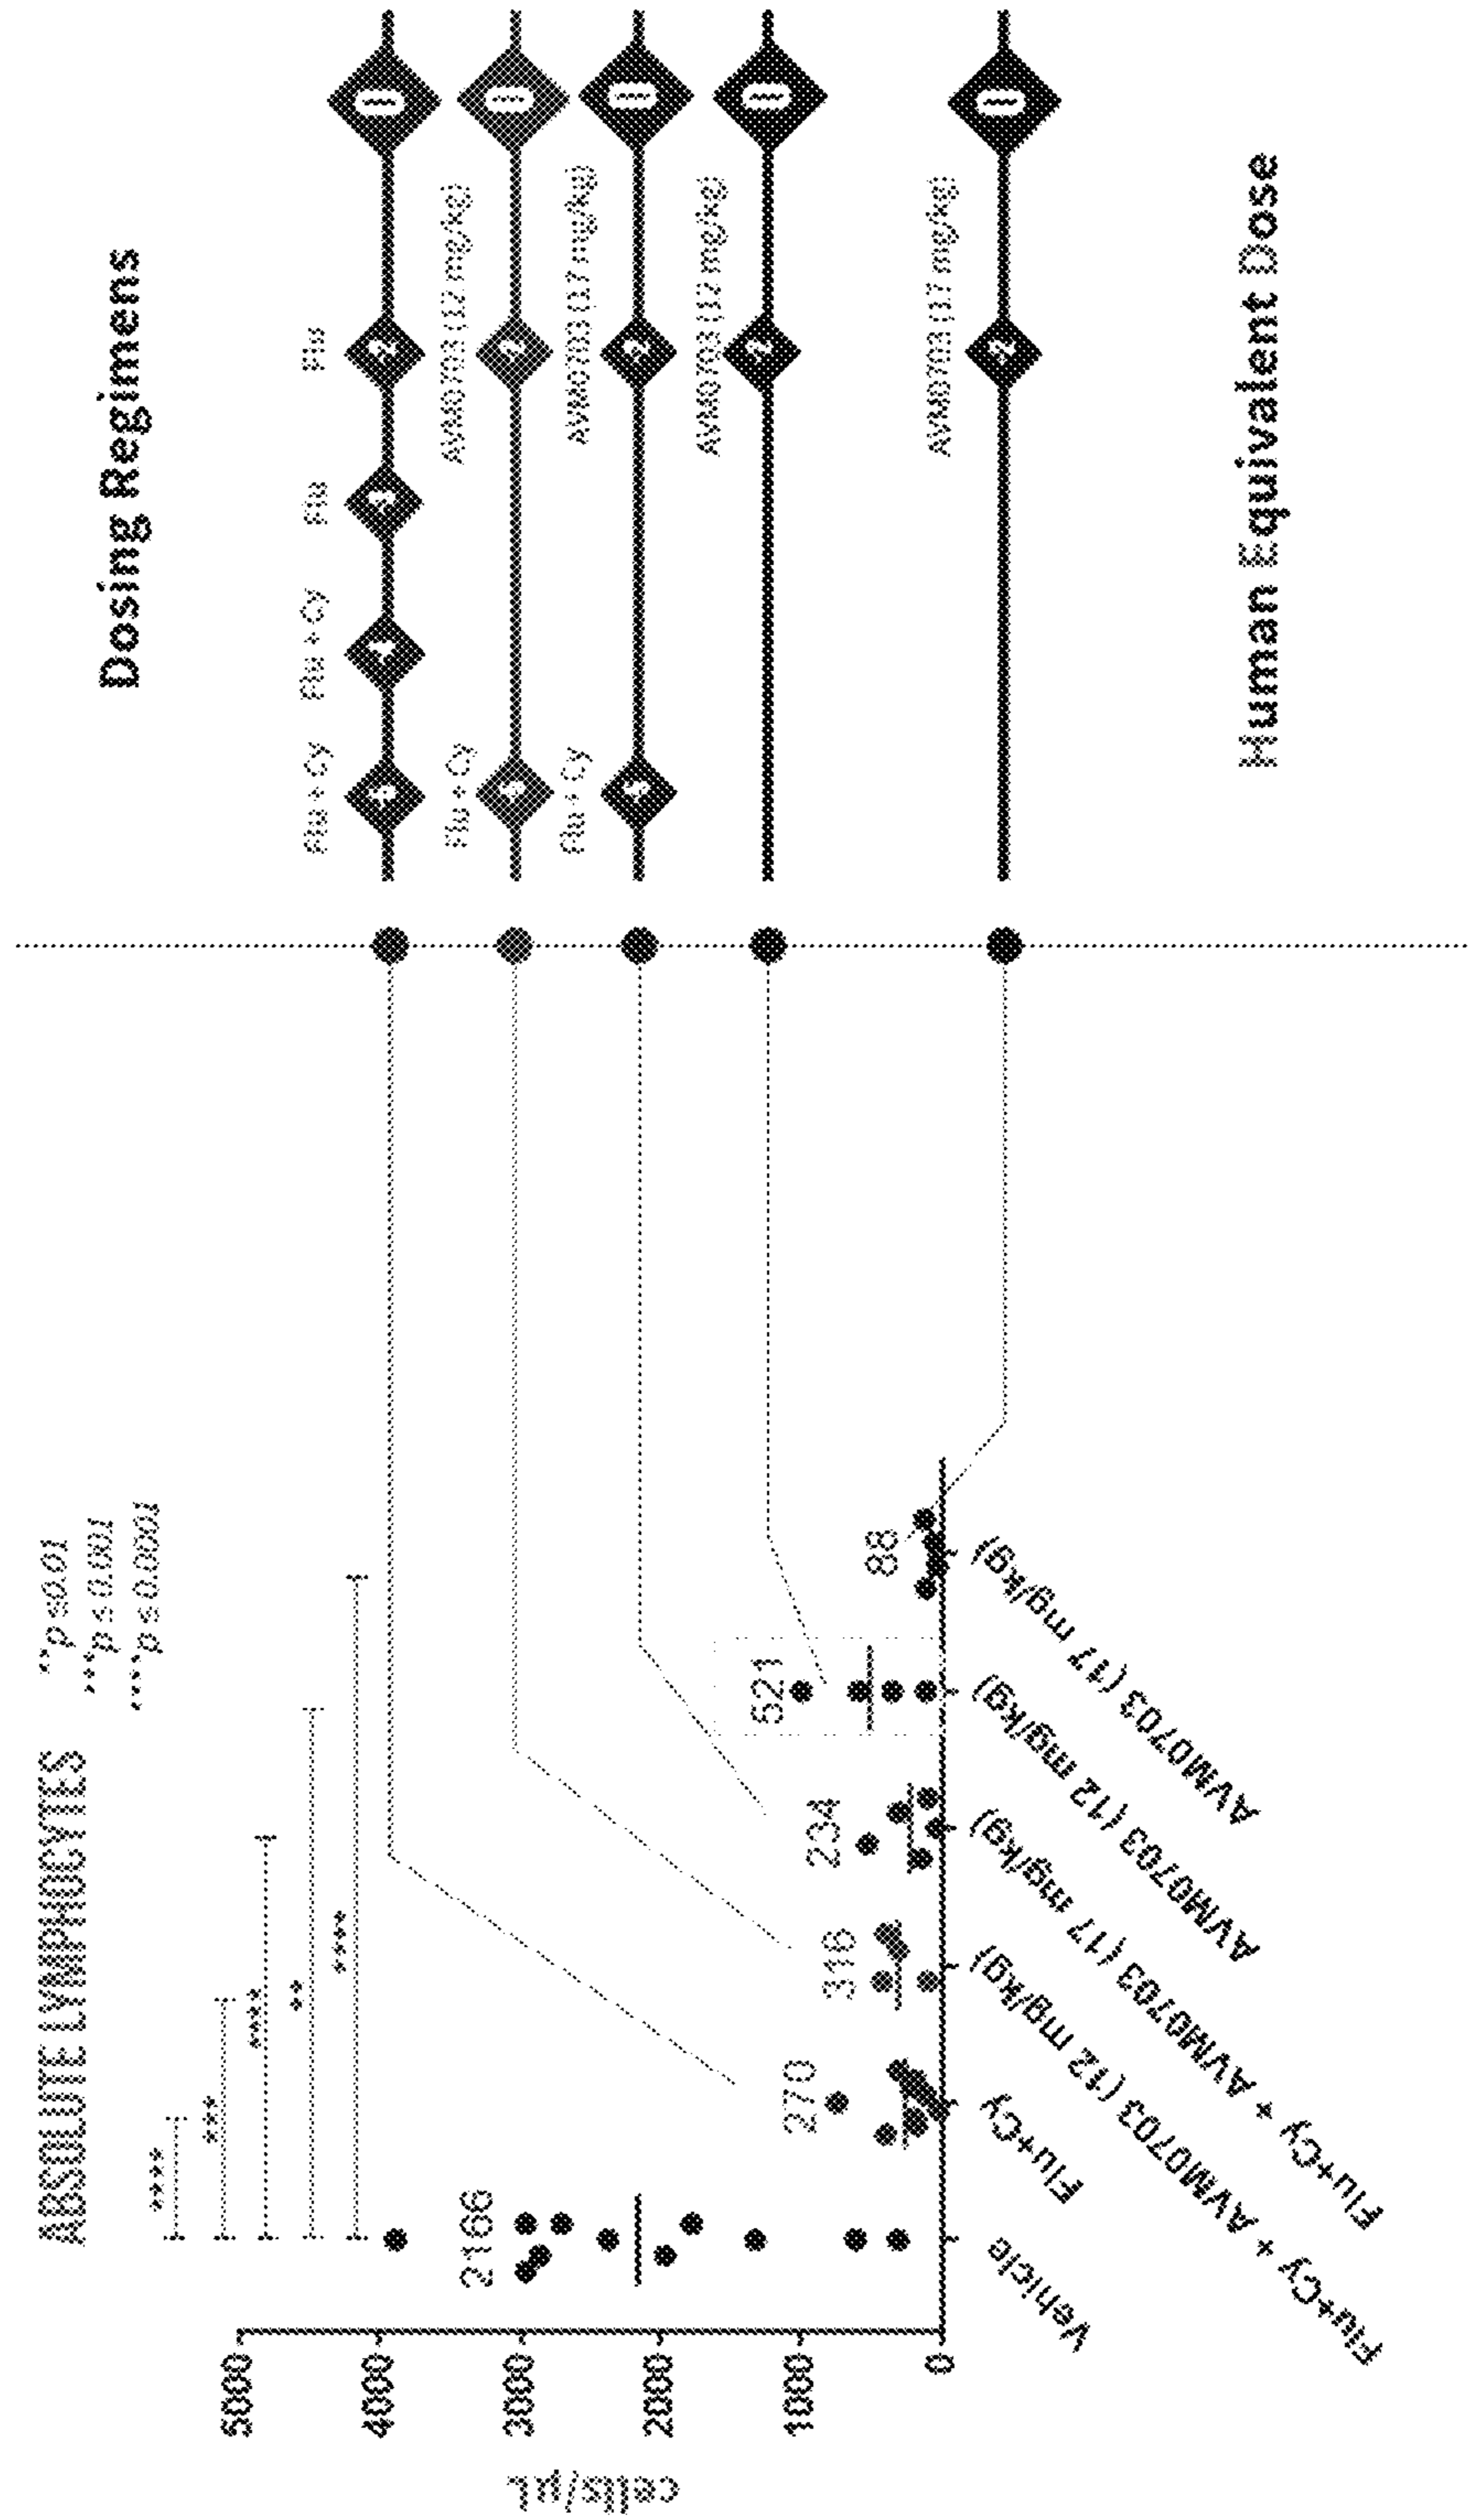 ABSOLUTE LYMPHOCYTES
**p ≤0.01
***p ≤ 0.001
****p ≤ 0.0001
****
***
****
**
****
cells/µL
5000
4000
3000
2000
1000
0
2166
270
316
234
521
88
Vehicle
Flu+Cy
Flu+Cy + AVM0703 (12 mg/kg)
Flu+Cy + AVM0703 (17 mg/kg)
AVM0703 (12 mg/kg)
AVM0703 (17 mg/kg)
Dosing Regimens
Flu + Cy
Flu + Cy
Flu
Flu
Flu + Cy
AVM0703 (12 mg/kg)
Flu + Cy
AVM0703 (17 mg/kg)
AVM0703 (12 mg/kg)
AVM0703 (17 mg/kg)
Human Equivalent Dose